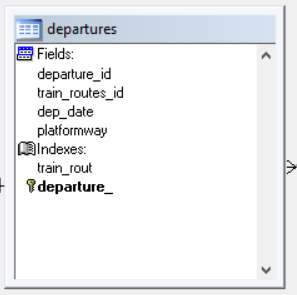 departures
Fields:
departure_id
train_routes_id
dep_date
platformway
Indexes:
train_rout
departure_